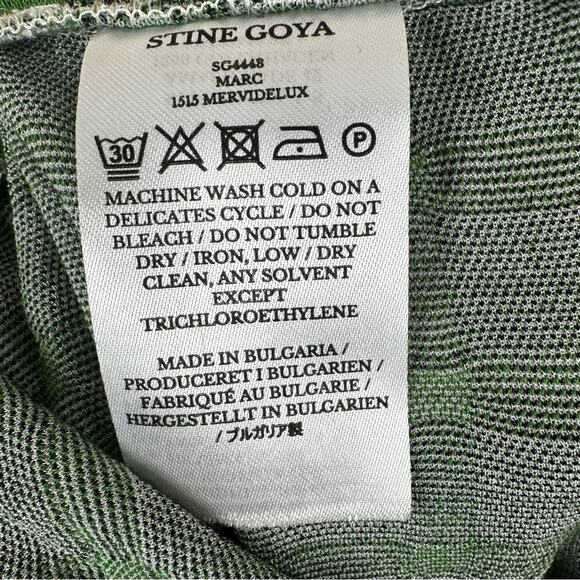 STINE GOYA
SG4448
MARC
1515 MERVIDELUX
30 P
MACHINE WASH COLD ON A
DELICATES CYCLE / DO NOT
BLEACH / DO NOT TUMBLE
DRY / IRON, LOW / DRY
CLEAN, ANY SOLVENT
EXCEPT
TRICHLOROETHYLENE
MADE IN BULGARIA /
PRODUCERET I BULGARIEN /
FABRIQUÉ AU BULGARIE /
HERGESTELLT IN BULGARIEN
/ ブルガリア製